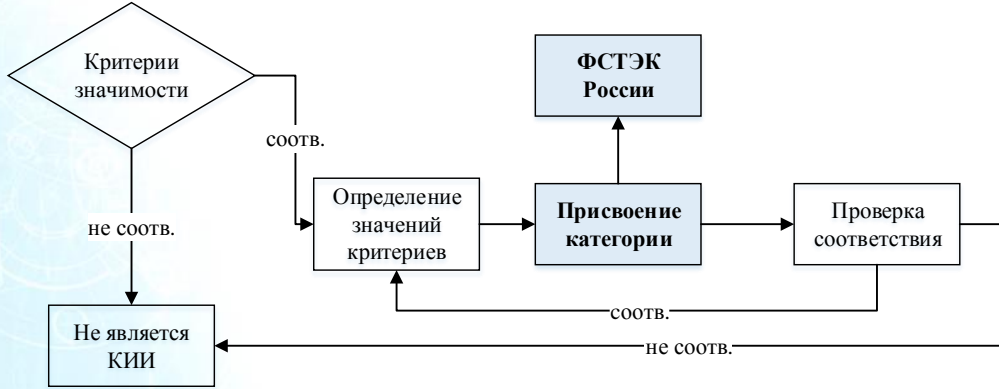 Критерии
значимости
ФСТЭК
России
соотв.
Определение
значений
критериев
Присвоение
категории
Проверка
соответствия
не соотв.
соотв.
Не является
КИИ
не соотв.